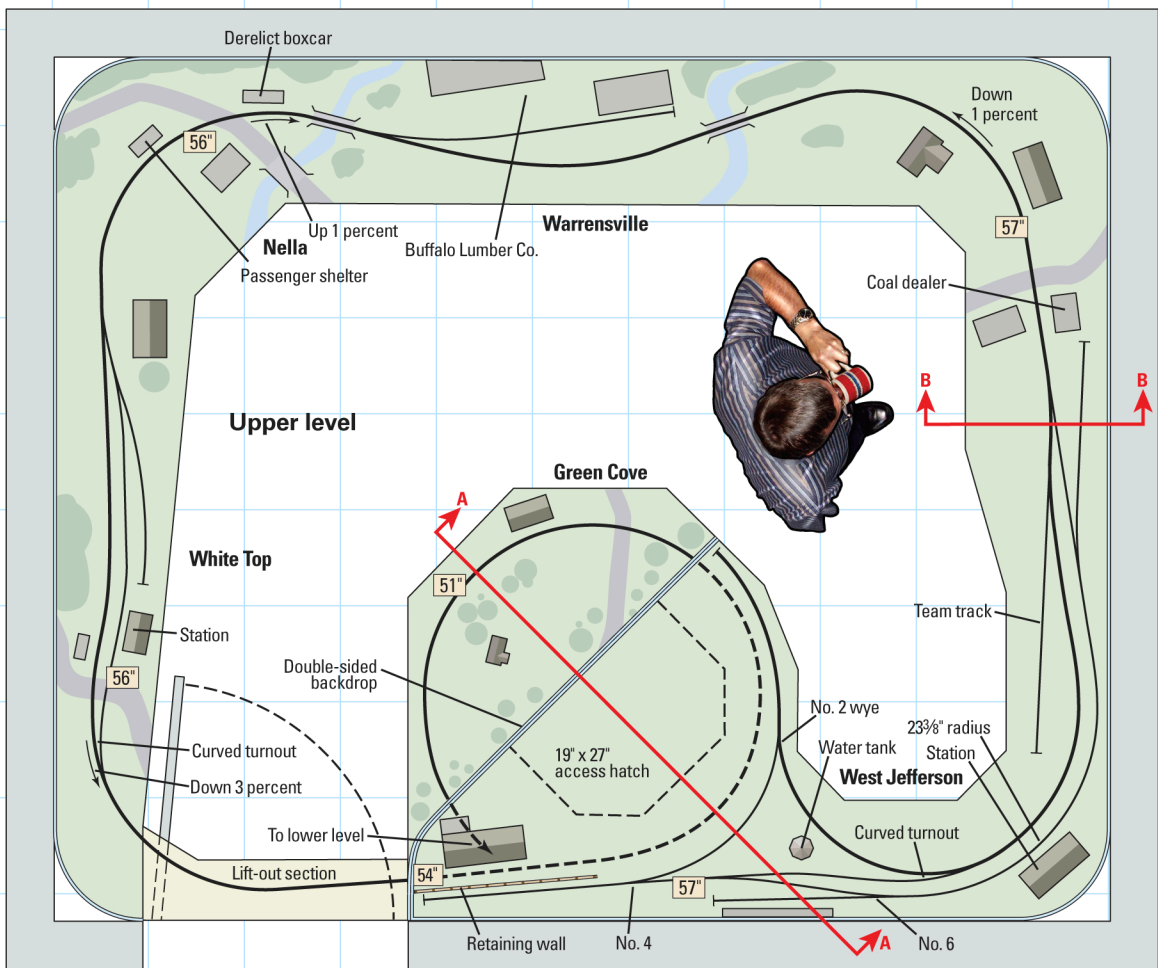 Derelict boxcar
Down
1 percent
56"
Up 1 percent
Nella
Warrensville
Buffalo Lumber Co.
57"
Passenger shelter
Coal dealer
B
B
Upper level
Green Cove
A
White Top
51"
Team track
Station
Double-sided
backdrop
56"
No. 2 wye
23⅜" radius
Water tank
Station
Curved turnout
19" x 27"
access hatch
West Jefferson
Down 3 percent
To lower level
Curved turnout
Lift-out section
54"
57"
Retaining wall
No. 4
A
No. 6